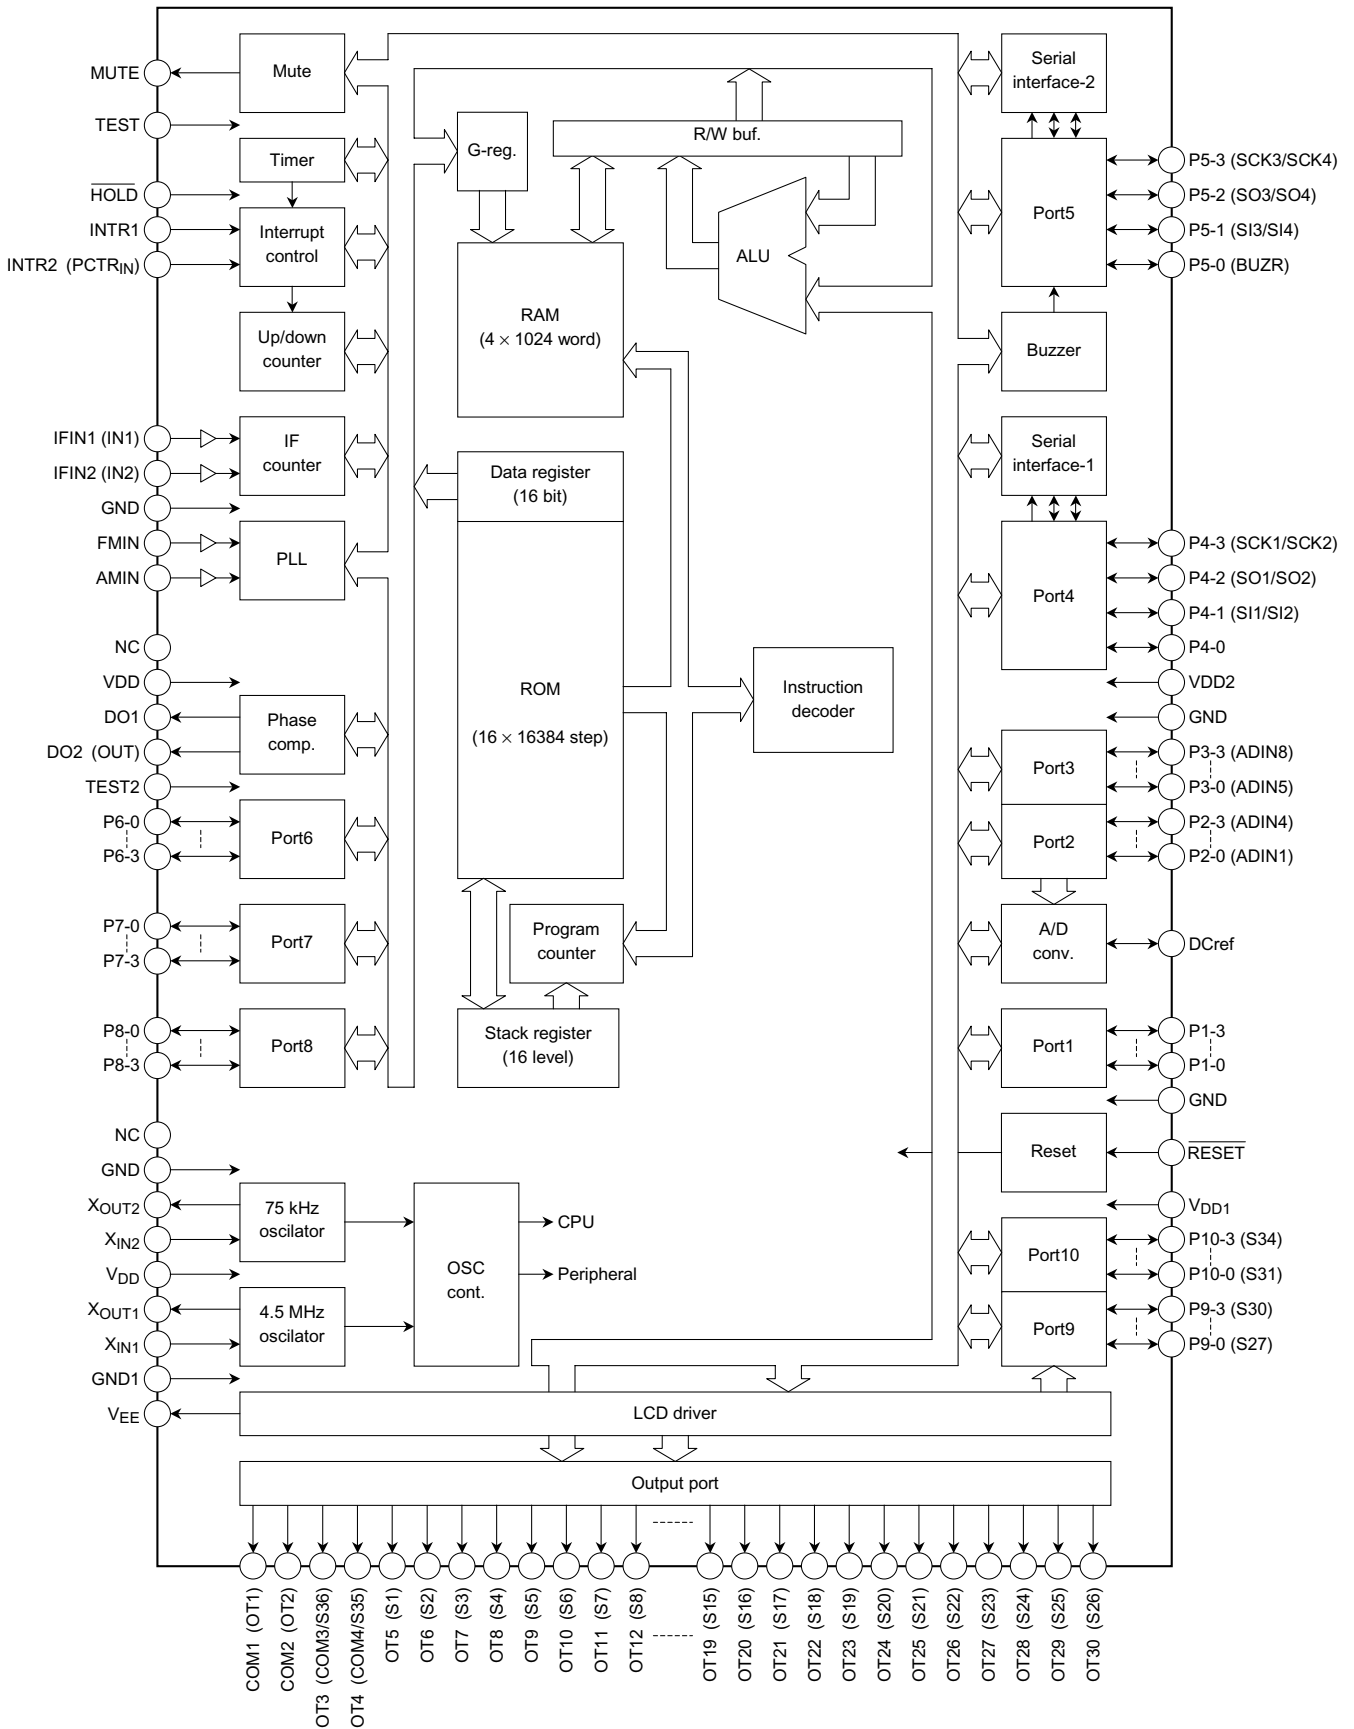 MUTE
TEST
HOLD
INTR1
INTR2 (PCTRIN)
IFIN1 (IN1)
IFIN2 (IN2)
GND
FMIN
AMIN
NC
VDD
DO1
DO2 (OUT)
TEST2
P6-0
P6-3
P7-0
P7-3
P8-0
P8-3
NC
GND
XOUT2
XIN2
VDD
XOUT1
XIN1
GND1
VEE
Mute
Timer
Interrupt
control
Up/down
counter
IF
counter
PLL
Phase
comp.
Port6
Port7
Port8
75 kHz
oscilator
4.5 MHz
oscilator
OSC
cont.
CPU
Peripheral
G-reg.
R/W buf.
ALU
RAM
(4 × 1024 word)
Data register
(16 bit)
ROM
(16 × 16384 step)
Instruction
decoder
Program
counter
Stack register
(16 level)
Serial
interface-2
Port5
Buzzer
Serial
interface-1
Port4
Port3
Port2
A/D
conv.
Port1
Reset
Port10
Port9
P5-3 (SCK3/SCK4)
P5-2 (SO3/SO4)
P5-1 (SI3/SI4)
P5-0 (BUZR)
P4-3 (SCK1/SCK2)
P4-2 (SO1/SO2)
P4-1 (SI1/SI2)
P4-0
VDD2
GND
P3-3 (ADIN8)
P3-0 (ADIN5)
P2-3 (ADIN4)
P2-0 (ADIN1)
DCref
P1-3
P1-0
GND
RESET
VDD1
P10-3 (S34)
P10-0 (S31)
P9-3 (S30)
P9-0 (S27)
LCD driver
Output port
COM1 (OT1)
COM2 (OT2)
OT3 (COM3/S36)
OT4 (COM4/S35)
OT5 (S1)
OT6 (S2)
OT7 (S3)
OT8 (S4)
OT9 (S5)
OT10 (S6)
OT11 (S7)
OT12 (S8)
OT19 (S15)
OT20 (S16)
OT21 (S17)
OT22 (S18)
OT23 (S19)
OT24 (S20)
OT25 (S21)
OT26 (S22)
OT27 (S23)
OT28 (S24)
OT29 (S25)
OT30 (S26)